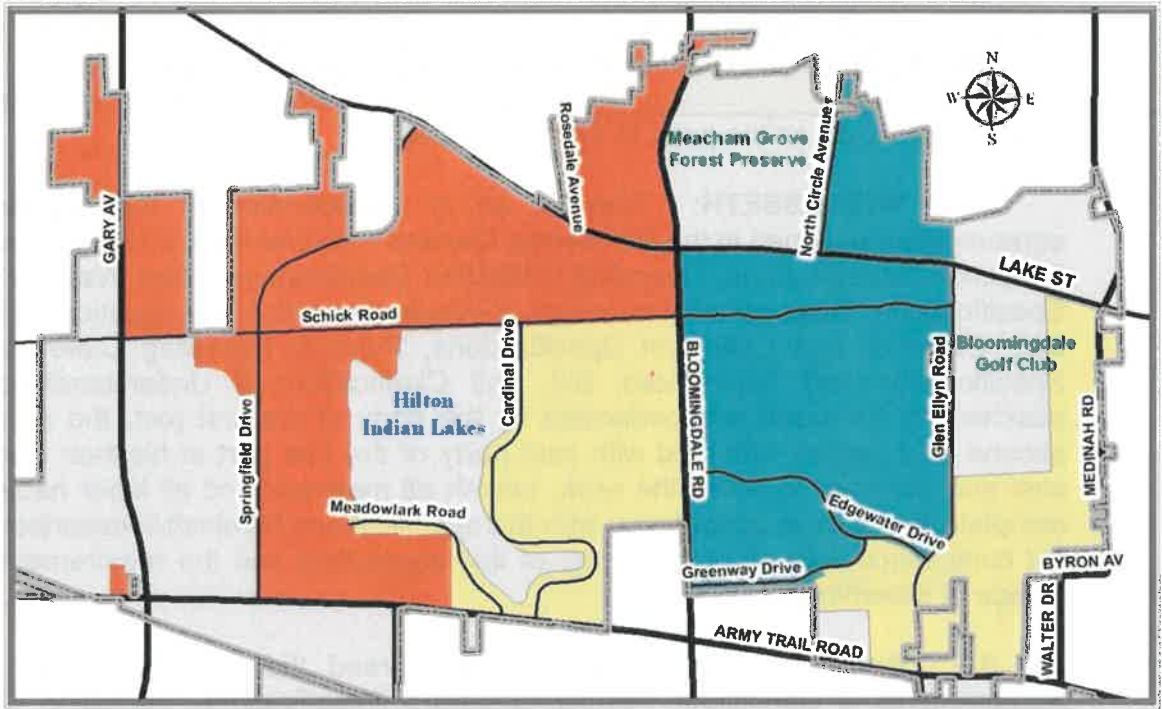 N
W E
S
Rosedale Avenue
North Circle Avenue
Meacham Grove
Forest Preserve
GARY AV
LAKE ST
Schick Road
Cardinal Drive
BLOOMINGDALE RD
Glen Ellyn Road
Bloomingdale
Golf Club
Hilton
Indian Lakes
Springfield Drive
MEDINAH RD
Meadowlark Road
Edgewater Drive
Greenway Drive
BYRON AV
WALTER DR
ARMY TRAIL ROAD